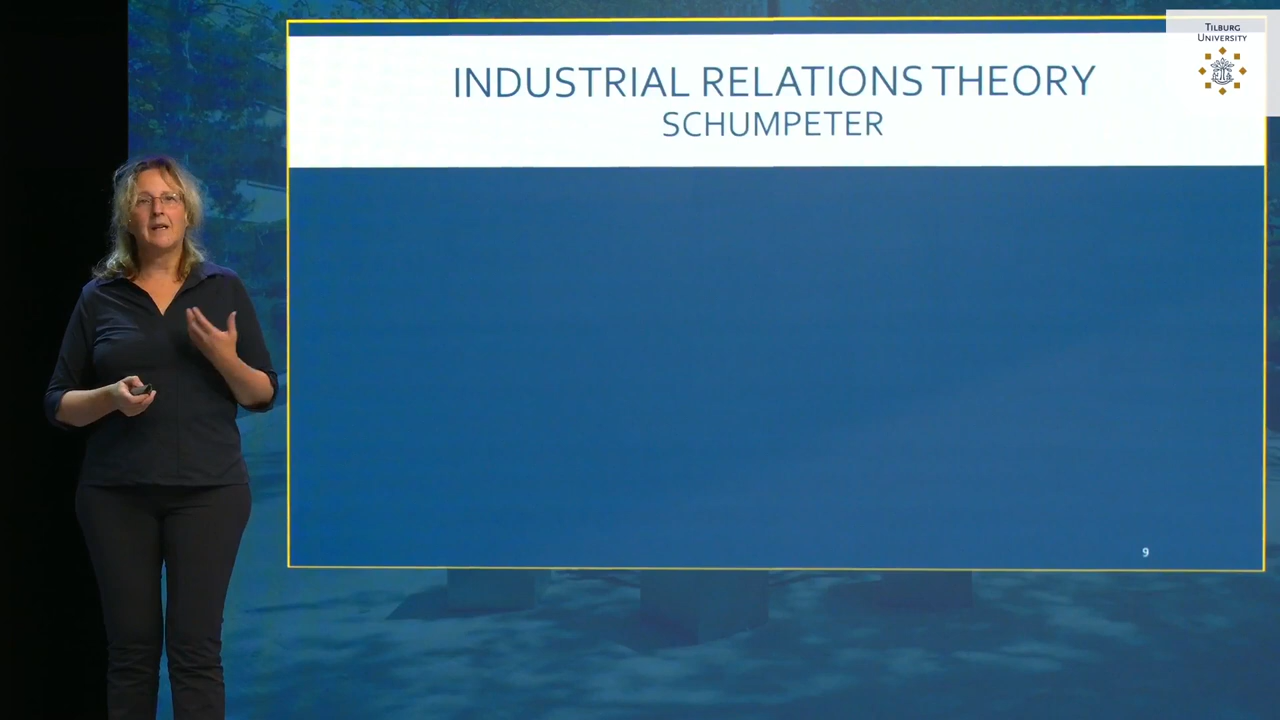 INDUSTRIAL RELATIONS THEORY
SCHUMPETER
TILBURG
UNIVERSITY
9